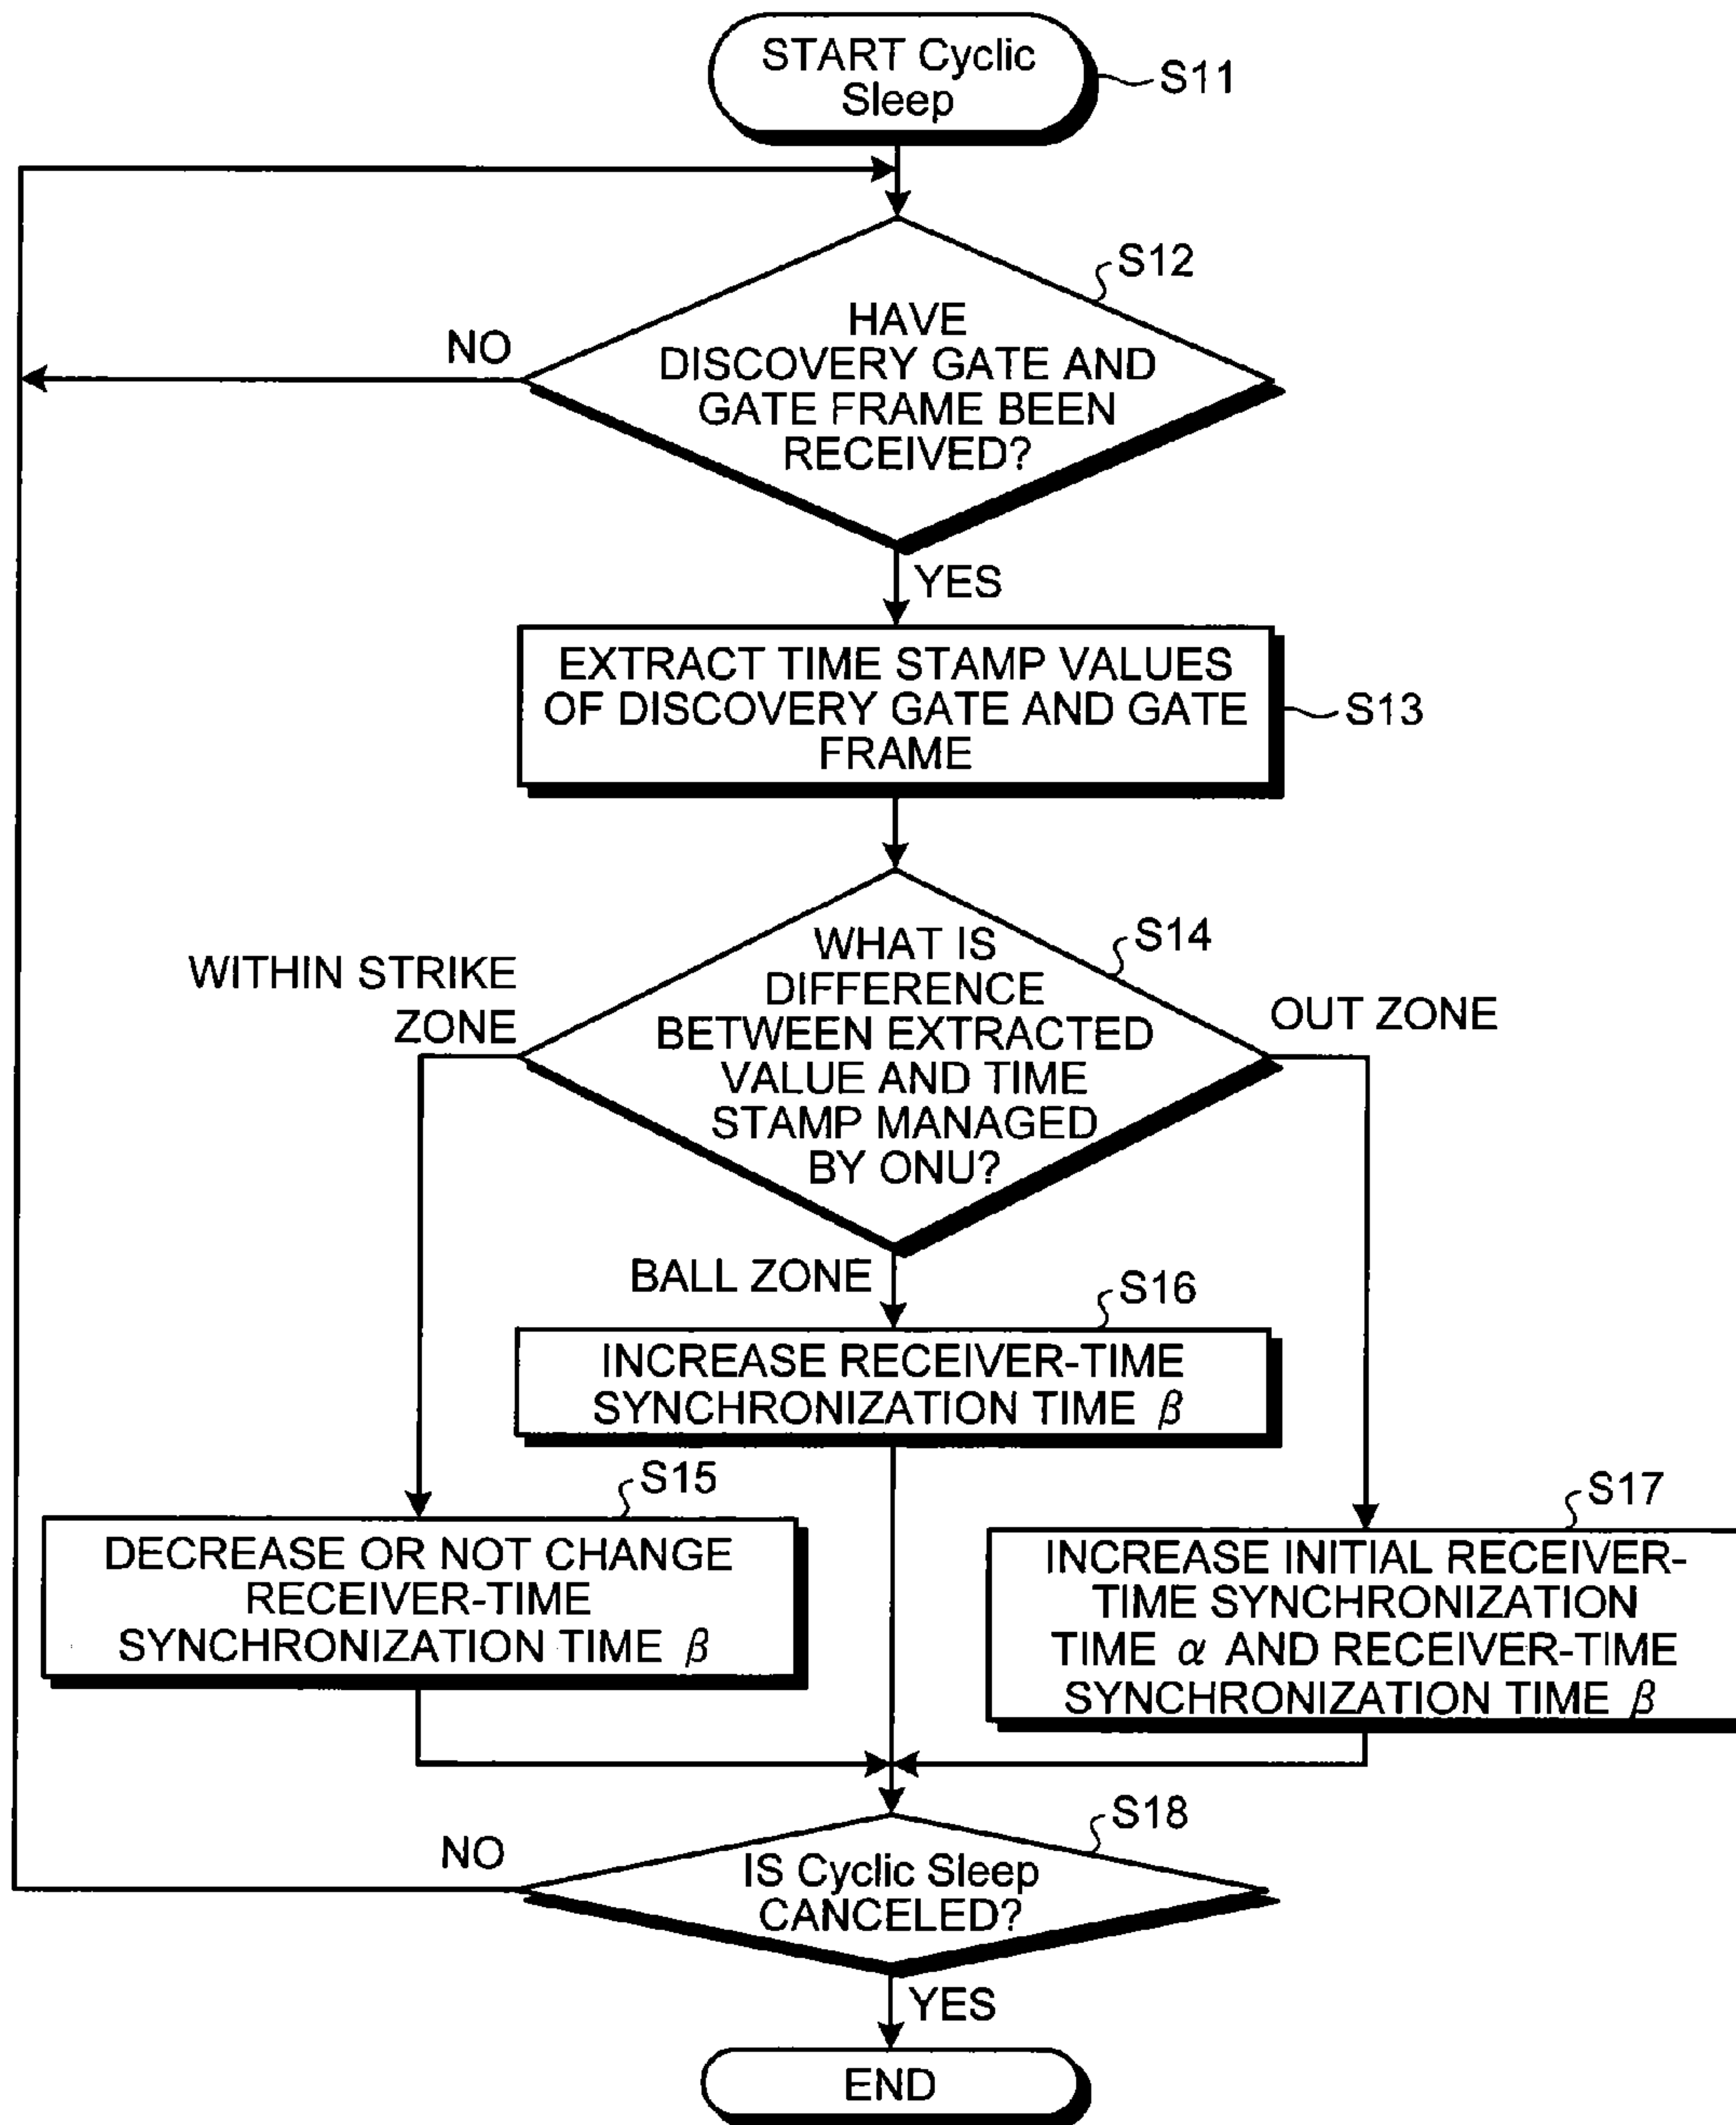 START Cyclic
Sleep
S11
S12
HAVE
DISCOVERY GATE AND
GATE FRAME BEEN
RECEIVED?
NO
YES
EXTRACT TIME STAMP VALUES
OF DISCOVERY GATE AND GATE
FRAME
S13
S14
WHAT IS
DIFFERENCE
BETWEEN EXTRACTED
VALUE AND TIME
STAMP MANAGED
BY ONU?
WITHIN STRIKE
ZONE
OUT ZONE
BALL ZONE
S16
INCREASE RECEIVER-TIME
SYNCHRONIZATION TIME β
S15
DECREASE OR NOT CHANGE
RECEIVER-TIME
SYNCHRONIZATION TIME β
S17
INCREASE INITIAL RECEIVER-
TIME SYNCHRONIZATION
TIME α AND RECEIVER-TIME
SYNCHRONIZATION TIME β
S18
IS Cyclic Sleep
CANCELED?
NO
YES
END